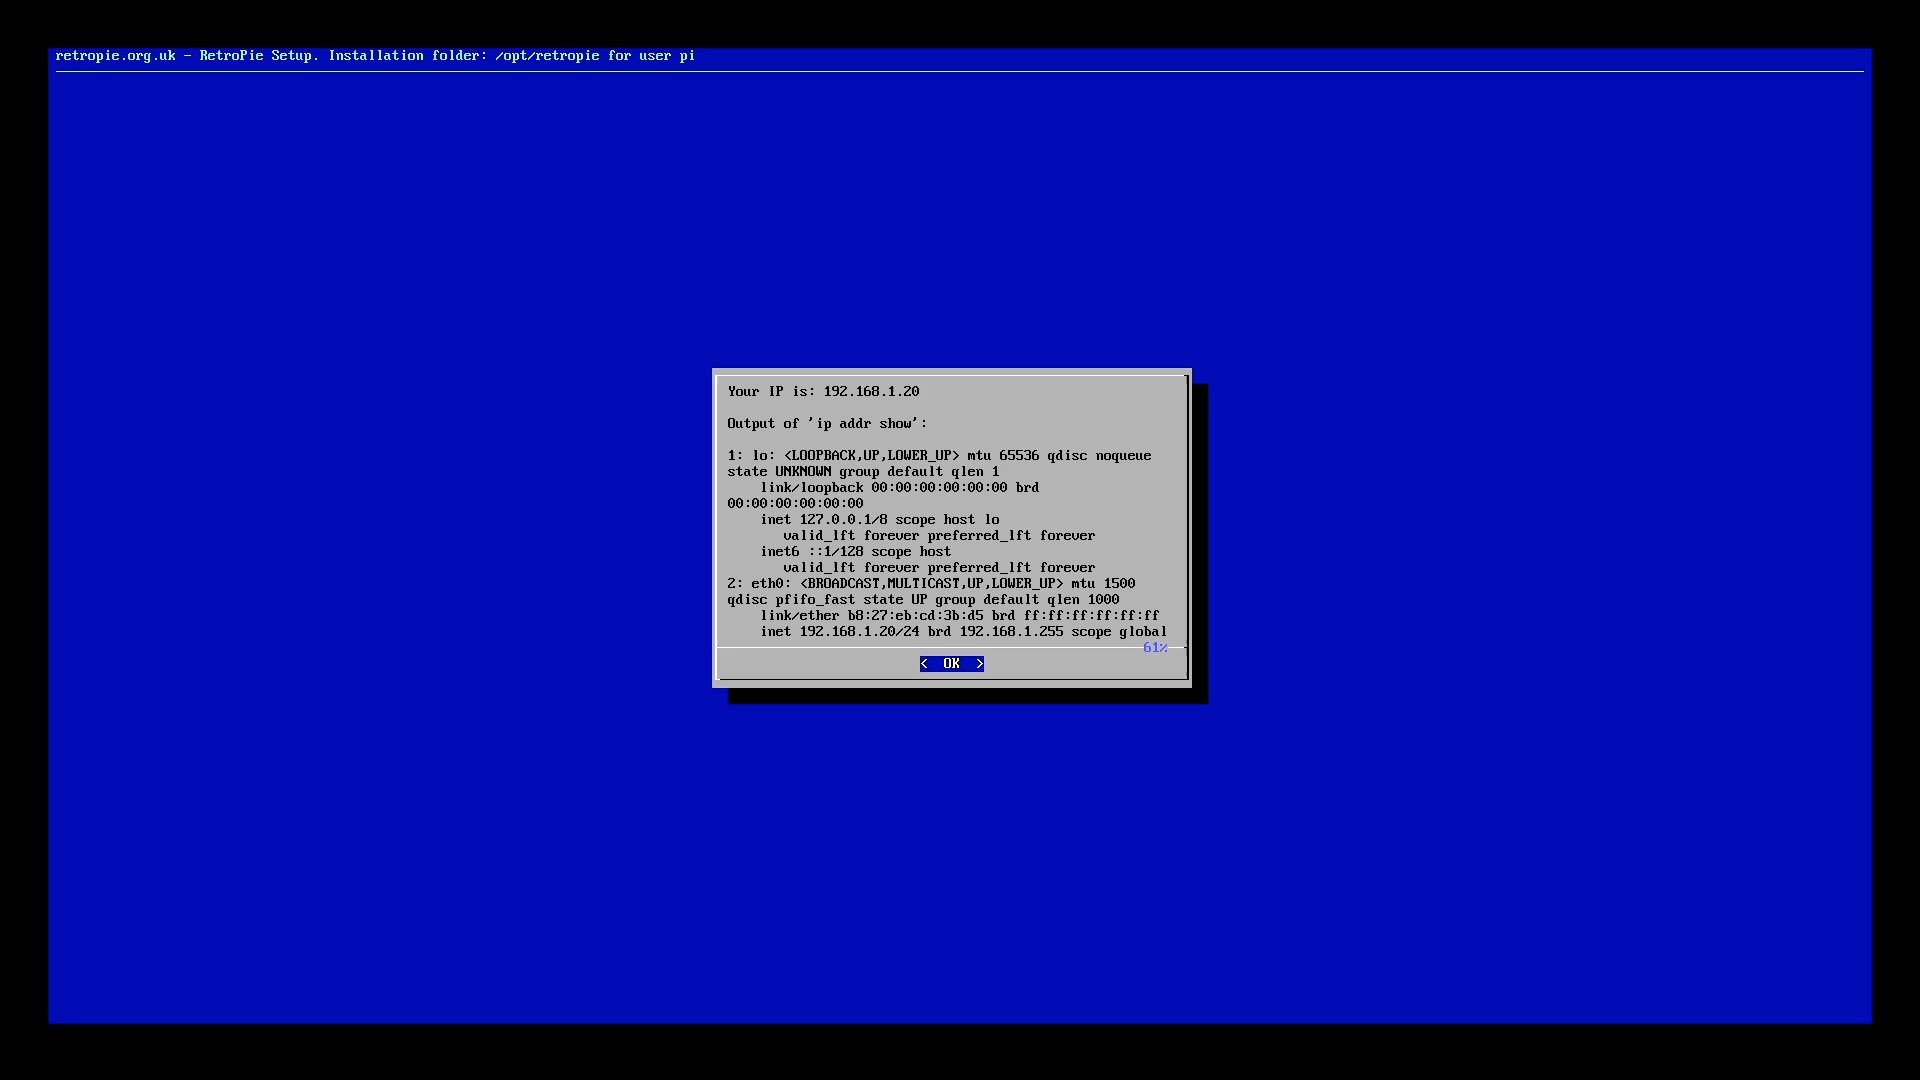 retropie.org.uk - RetroPie Setup. Installation folder: /opt/retropie for user pi
Your IP is: 192.168.1.20
Output of 'ip addr show':
1: lo: <LOOPBACK,UP,LOWER_UP> mtu 65536 qdisc noqueue
state UNKNOWN group default qlen 1
    link/loopback 00:00:00:00:00:00 brd
00:00:00:00:00:00
    inet 127.0.0.1/8 scope host lo
       valid_lft forever preferred_lft forever
    inet6 ::1/128 scope host
       valid_lft forever preferred_lft forever
2: eth0: <BROADCAST,MULTICAST,UP,LOWER_UP> mtu 1500
qdisc pfifo_fast state UP group default qlen 1000
    link/ether b8:27:eb:cd:3b:d5 brd ff:ff:ff:ff:ff:ff
    inet 192.168.1.20/24 brd 192.168.1.255 scope global
61%
<  OK  >